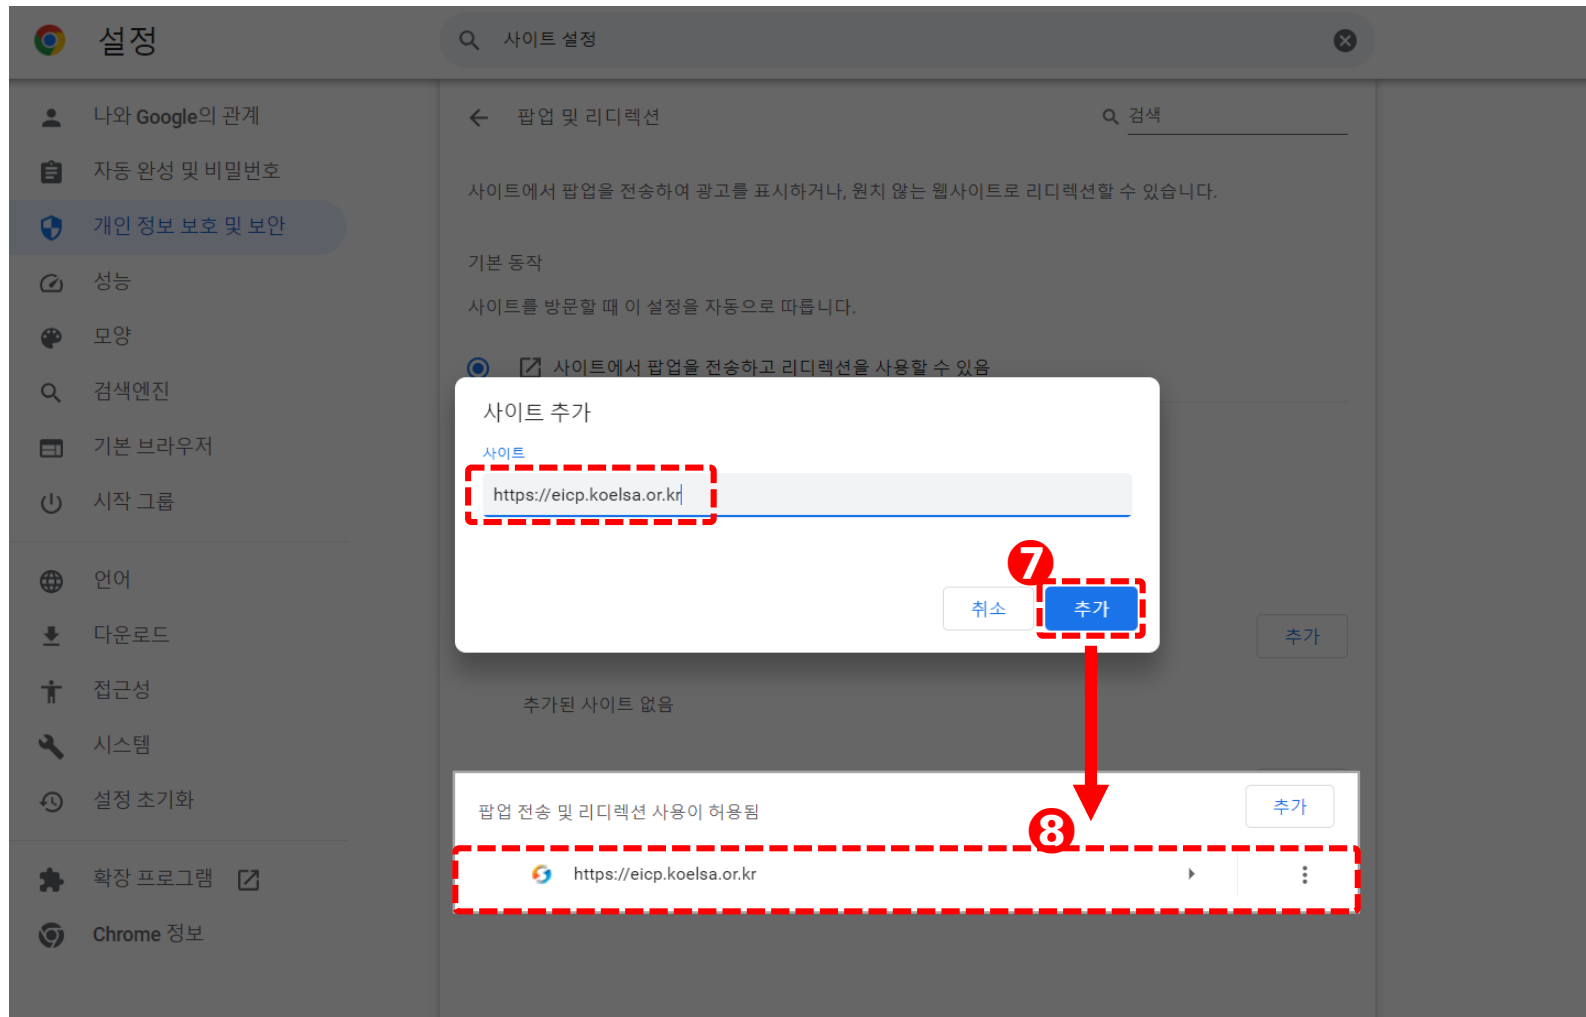 설정
사이트 설정
나와 Google의 관계
자동 완성 및 비밀번호
개인 정보 보호 및 보안
성능
모양
검색엔진
기본 브라우저
시작 그룹
언어
다운로드
접근성
시스템
설정 초기화
확장 프로그램
Chrome 정보
팝업 및 리디렉션
검색
사이트에서 팝업을 전송하여 광고를 표시하거나, 원치 않는 웹사이트로 리디렉션할 수 있습니다.
기본 동작
사이트를 방문할 때 이 설정을 자동으로 따릅니다.
사이트에서 팝업을 전송하고 리디렉션을 사용할 수 있음
사이트 추가
사이트
https://eicp.koelsa.or.kr
7
취소
추가
추가
추가된 사이트 없음
팝업 전송 및 리디렉션 사용이 허용됨
추가
8
https://eicp.koelsa.or.kr